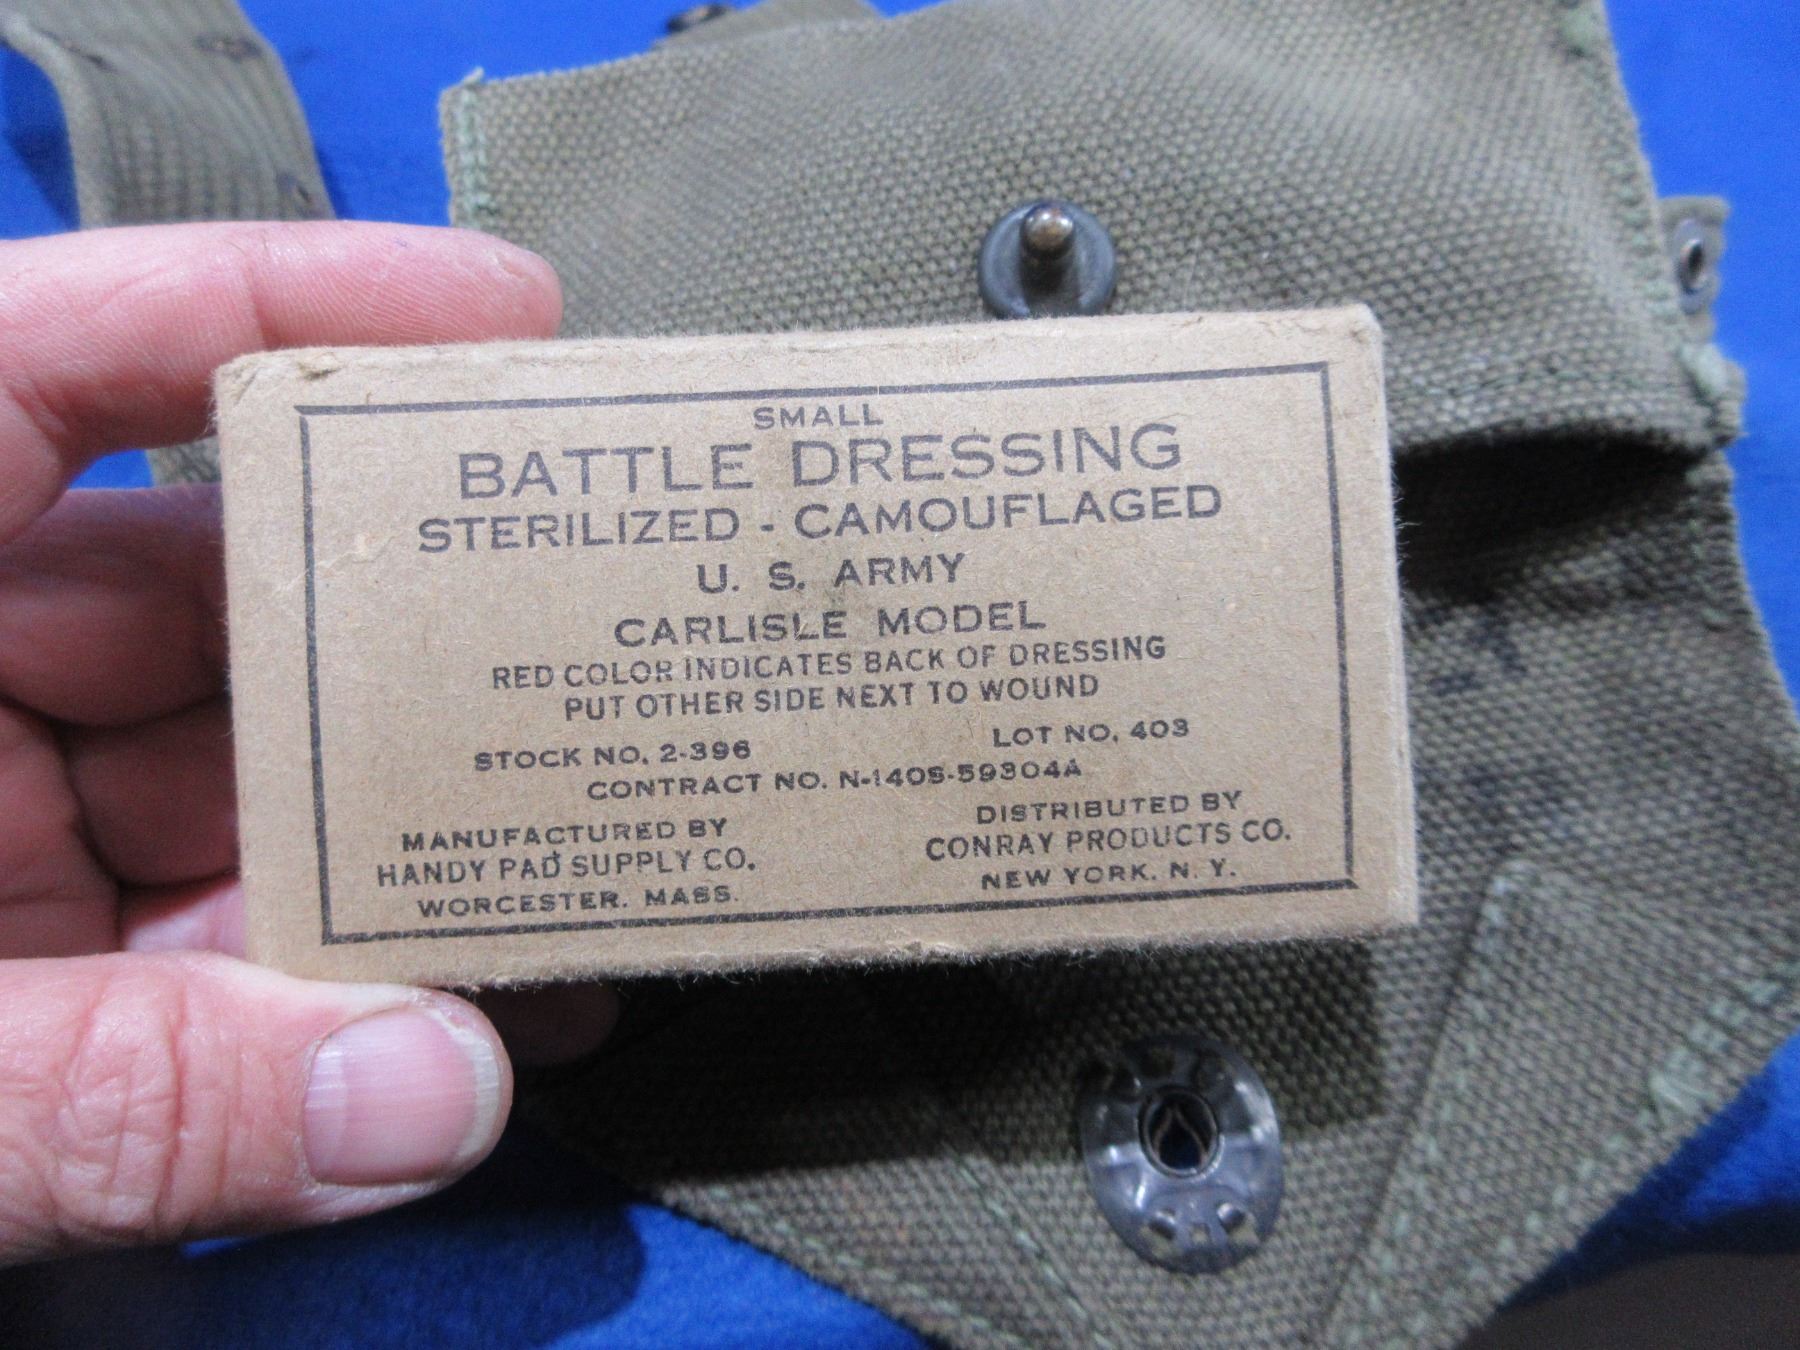 SMALL
BATTLE DRESSING
STERILIZED - CAMOUFLAGED
U. S. ARMY
CARLISLE MODEL
RED COLOR INDICATES BACK OF DRESSING
PUT OTHER SIDE NEXT TO WOUND
STOCK NO. 2-396 LOT NO. 403
CONTRACT NO. N-140S-59304A
MANUFACTURED BY
HANDY PAD SUPPLY CO.
WORCESTER. MASS.
DISTRIBUTED BY
CONRAY PRODUCTS CO.
NEW YORK. N. Y.